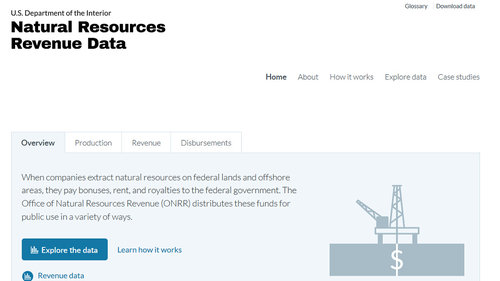 Glossary Download data
U.S. Department of the Interior
Natural Resources
Revenue Data
Home About How it works Explore data Case studies
Overview Production Revenue Disbursements
When companies extract natural resources on federal lands and offshore
areas, they pay bonuses, rent, and royalties to the federal government. The
Office of Natural Resources Revenue (ONRR) distributes these funds for
public use in a variety of ways.
Explore the data Learn how it works
Revenue data
$